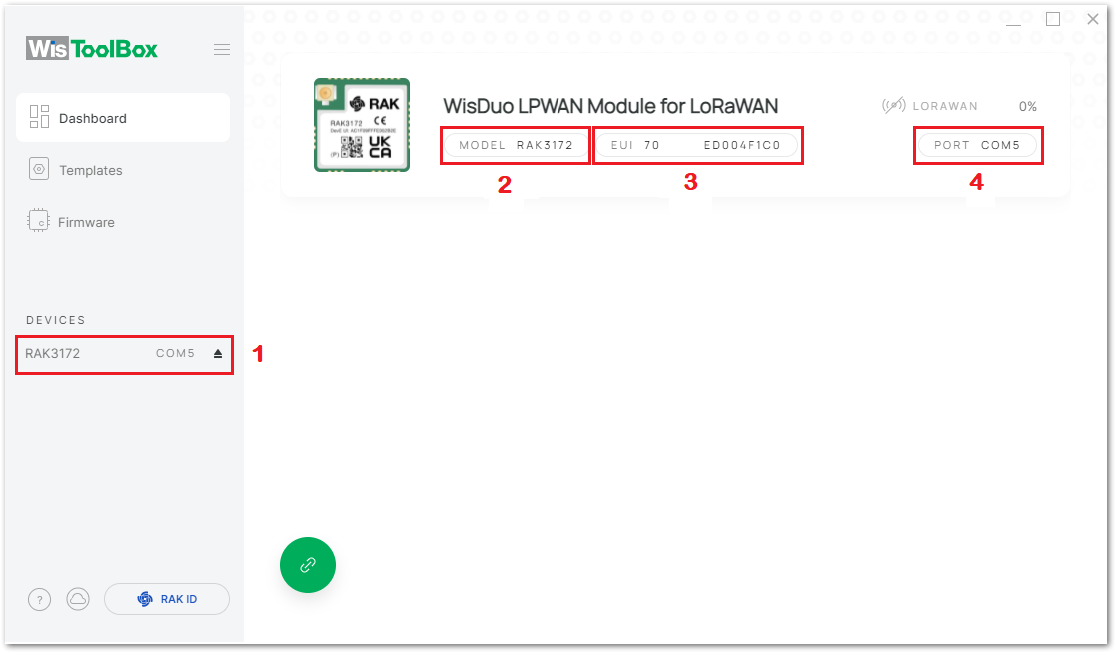 WisToolBox
Dashboard
Templates
Firmware
DEVICES
RAK3172 COM5
1
? RAK ID
WisDuo LPWAN Module for LoRaWAN
LORAWAN 0%
MODEL RAK3172 EUI 70 ED004F1C0 PORT COM5
2 3 4
RAK
RAK3172
CE
(P)
UK
CA